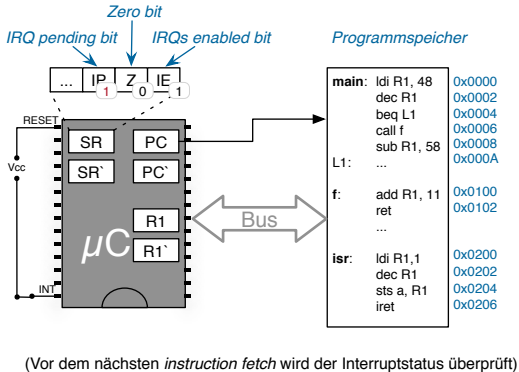 Zero bit
IRQ pending bit
IRQs enabled bit
Programmspeicher
... IP Z IE
1 0 1
RESET
SR PC
SR` PC`
Vcc
R1
µC
R1`
INT
Bus
main: ldi R1, 48 0x0000
dec R1 0x0002
beq L1 0x0004
call f 0x0006
sub R1, 58 0x0008
L1: ... 0x000A
f: add R1, 11 0x0100
ret 0x0102
...
isr: ldi R1,1 0x0200
dec R1 0x0202
sts a, R1 0x0204
iret 0x0206
(Vor dem nächsten instruction fetch wird der Interruptstatus überprüft)